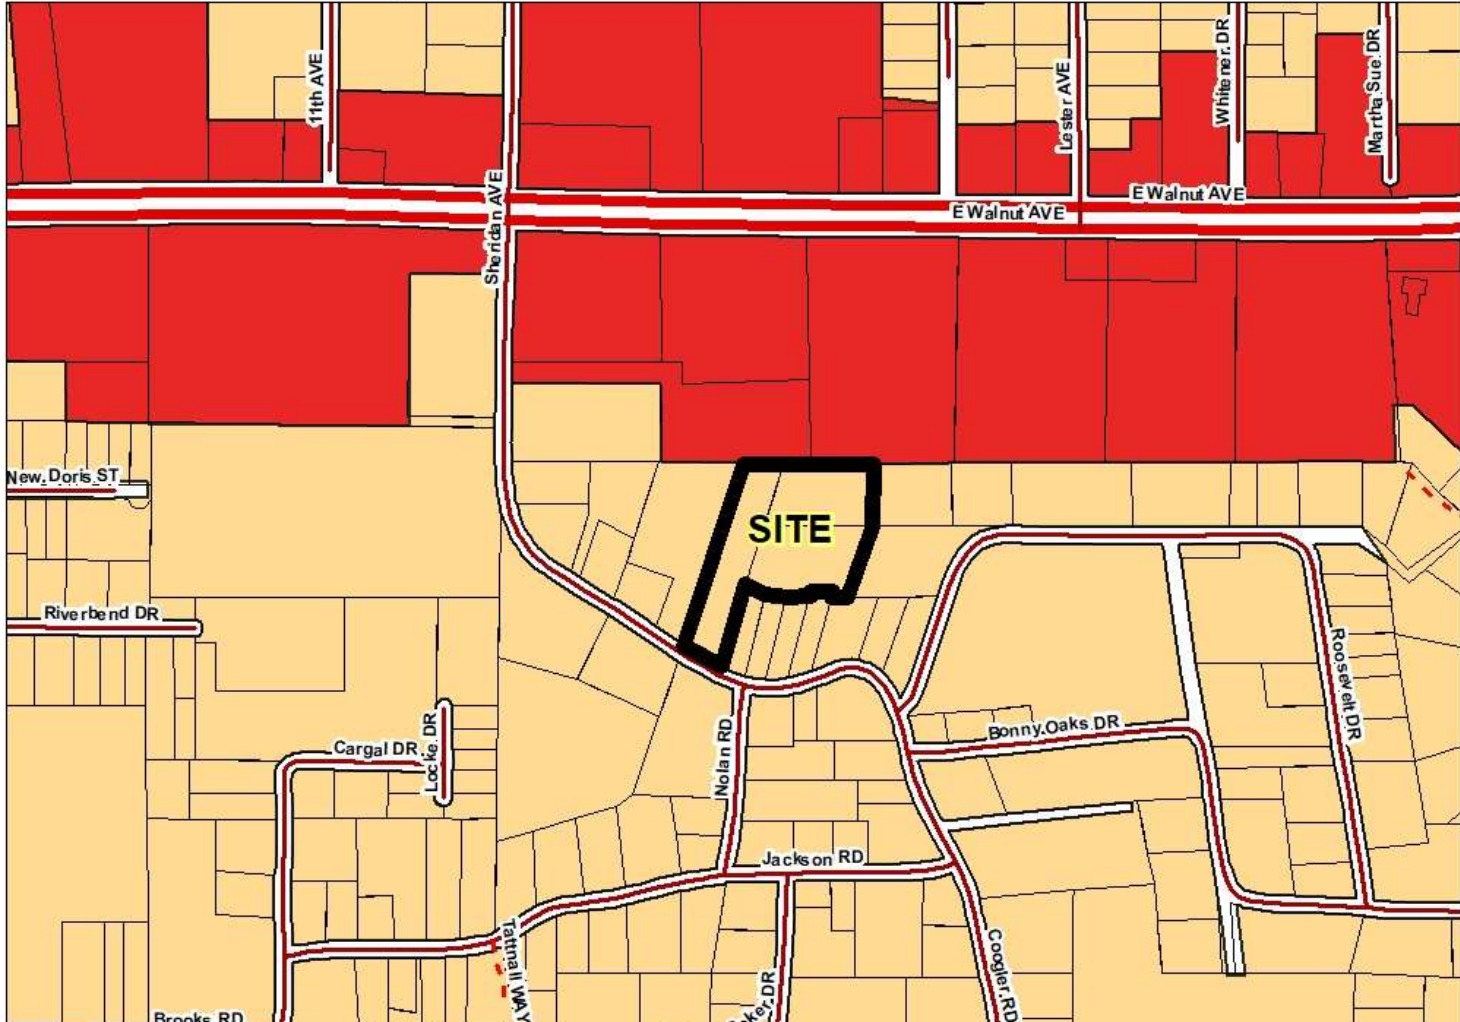 11th AVE
Sheridan AVE
Lester AVE
Whitener DR
Martha Sue DR
E Walnut AVE
E Walnut AVE
New Doris ST
SITE
Riverbend DR
Roosevelt DR
Cargal DR
Locke DR
Nolan RD
Bonny Oaks DR
Jackson RD
Tattnall WAY
Coogler RD
DR
Brooks RD